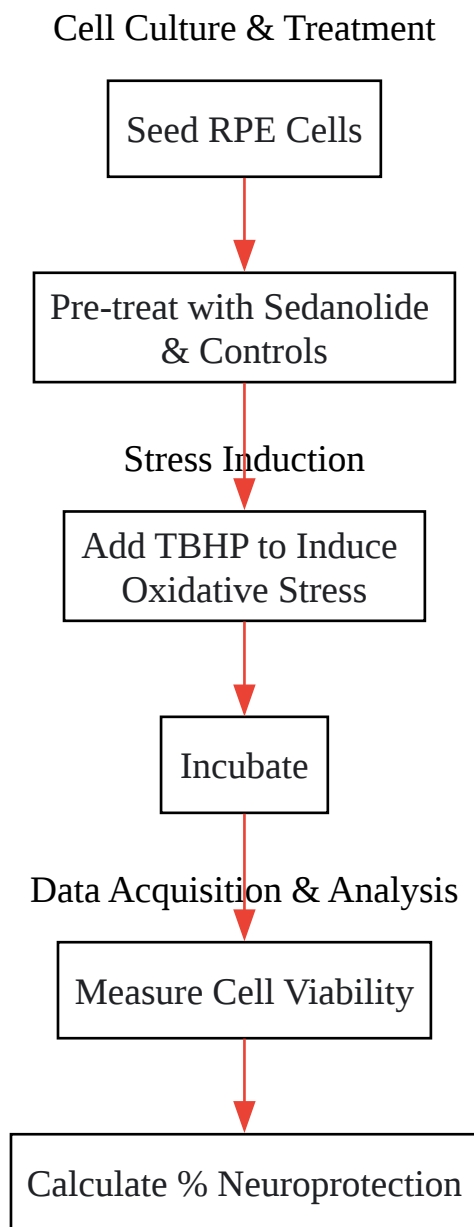 Cell Culture & Treatment
Seed RPE Cells
Pre-treat with Sedanolide
& Controls
Stress Induction
Add TBHP to Induce
Oxidative Stress
Incubate
Data Acquisition & Analysis
Measure Cell Viability
Calculate % Neuroprotection